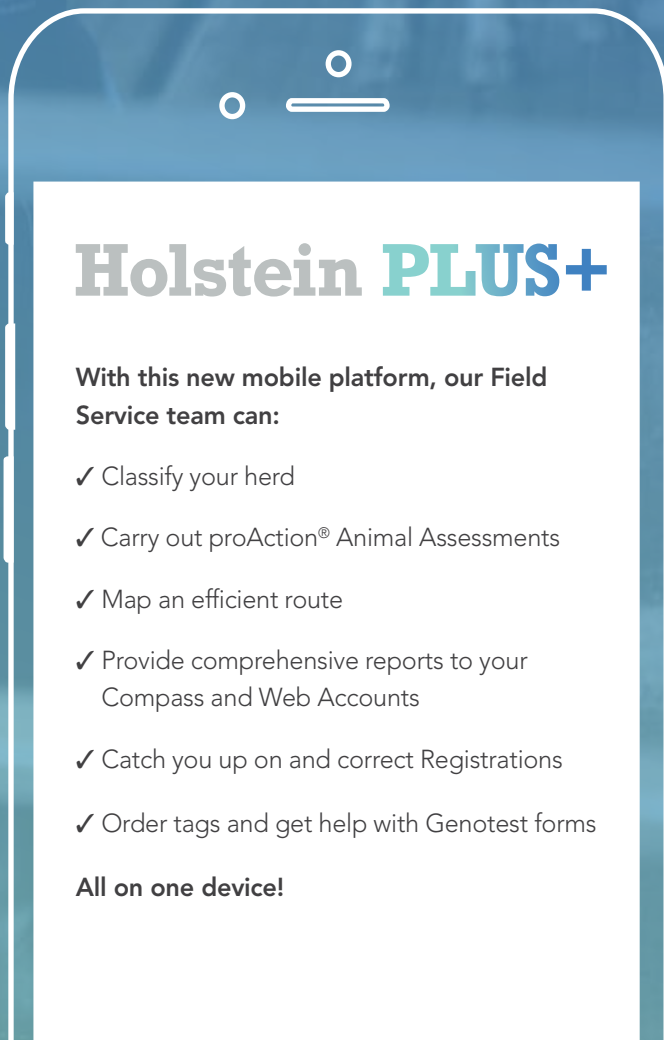 Holstein PLUS+
With this new mobile platform, our Field
Service team can:
✓ Classify your herd
✓ Carry out proAction® Animal Assessments
✓ Map an efficient route
✓ Provide comprehensive reports to your
Compass and Web Accounts
✓ Catch you up on and correct Registrations
✓ Order tags and get help with Genotest forms
All on one device!